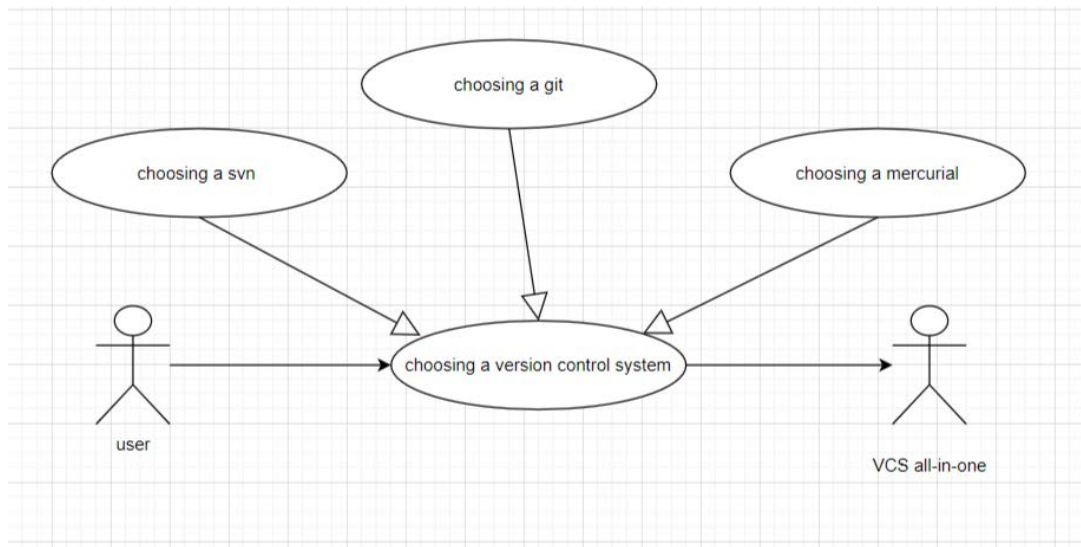 choosing a git
choosing a svn
choosing a mercurial
choosing a version control system
user
VCS all-in-one